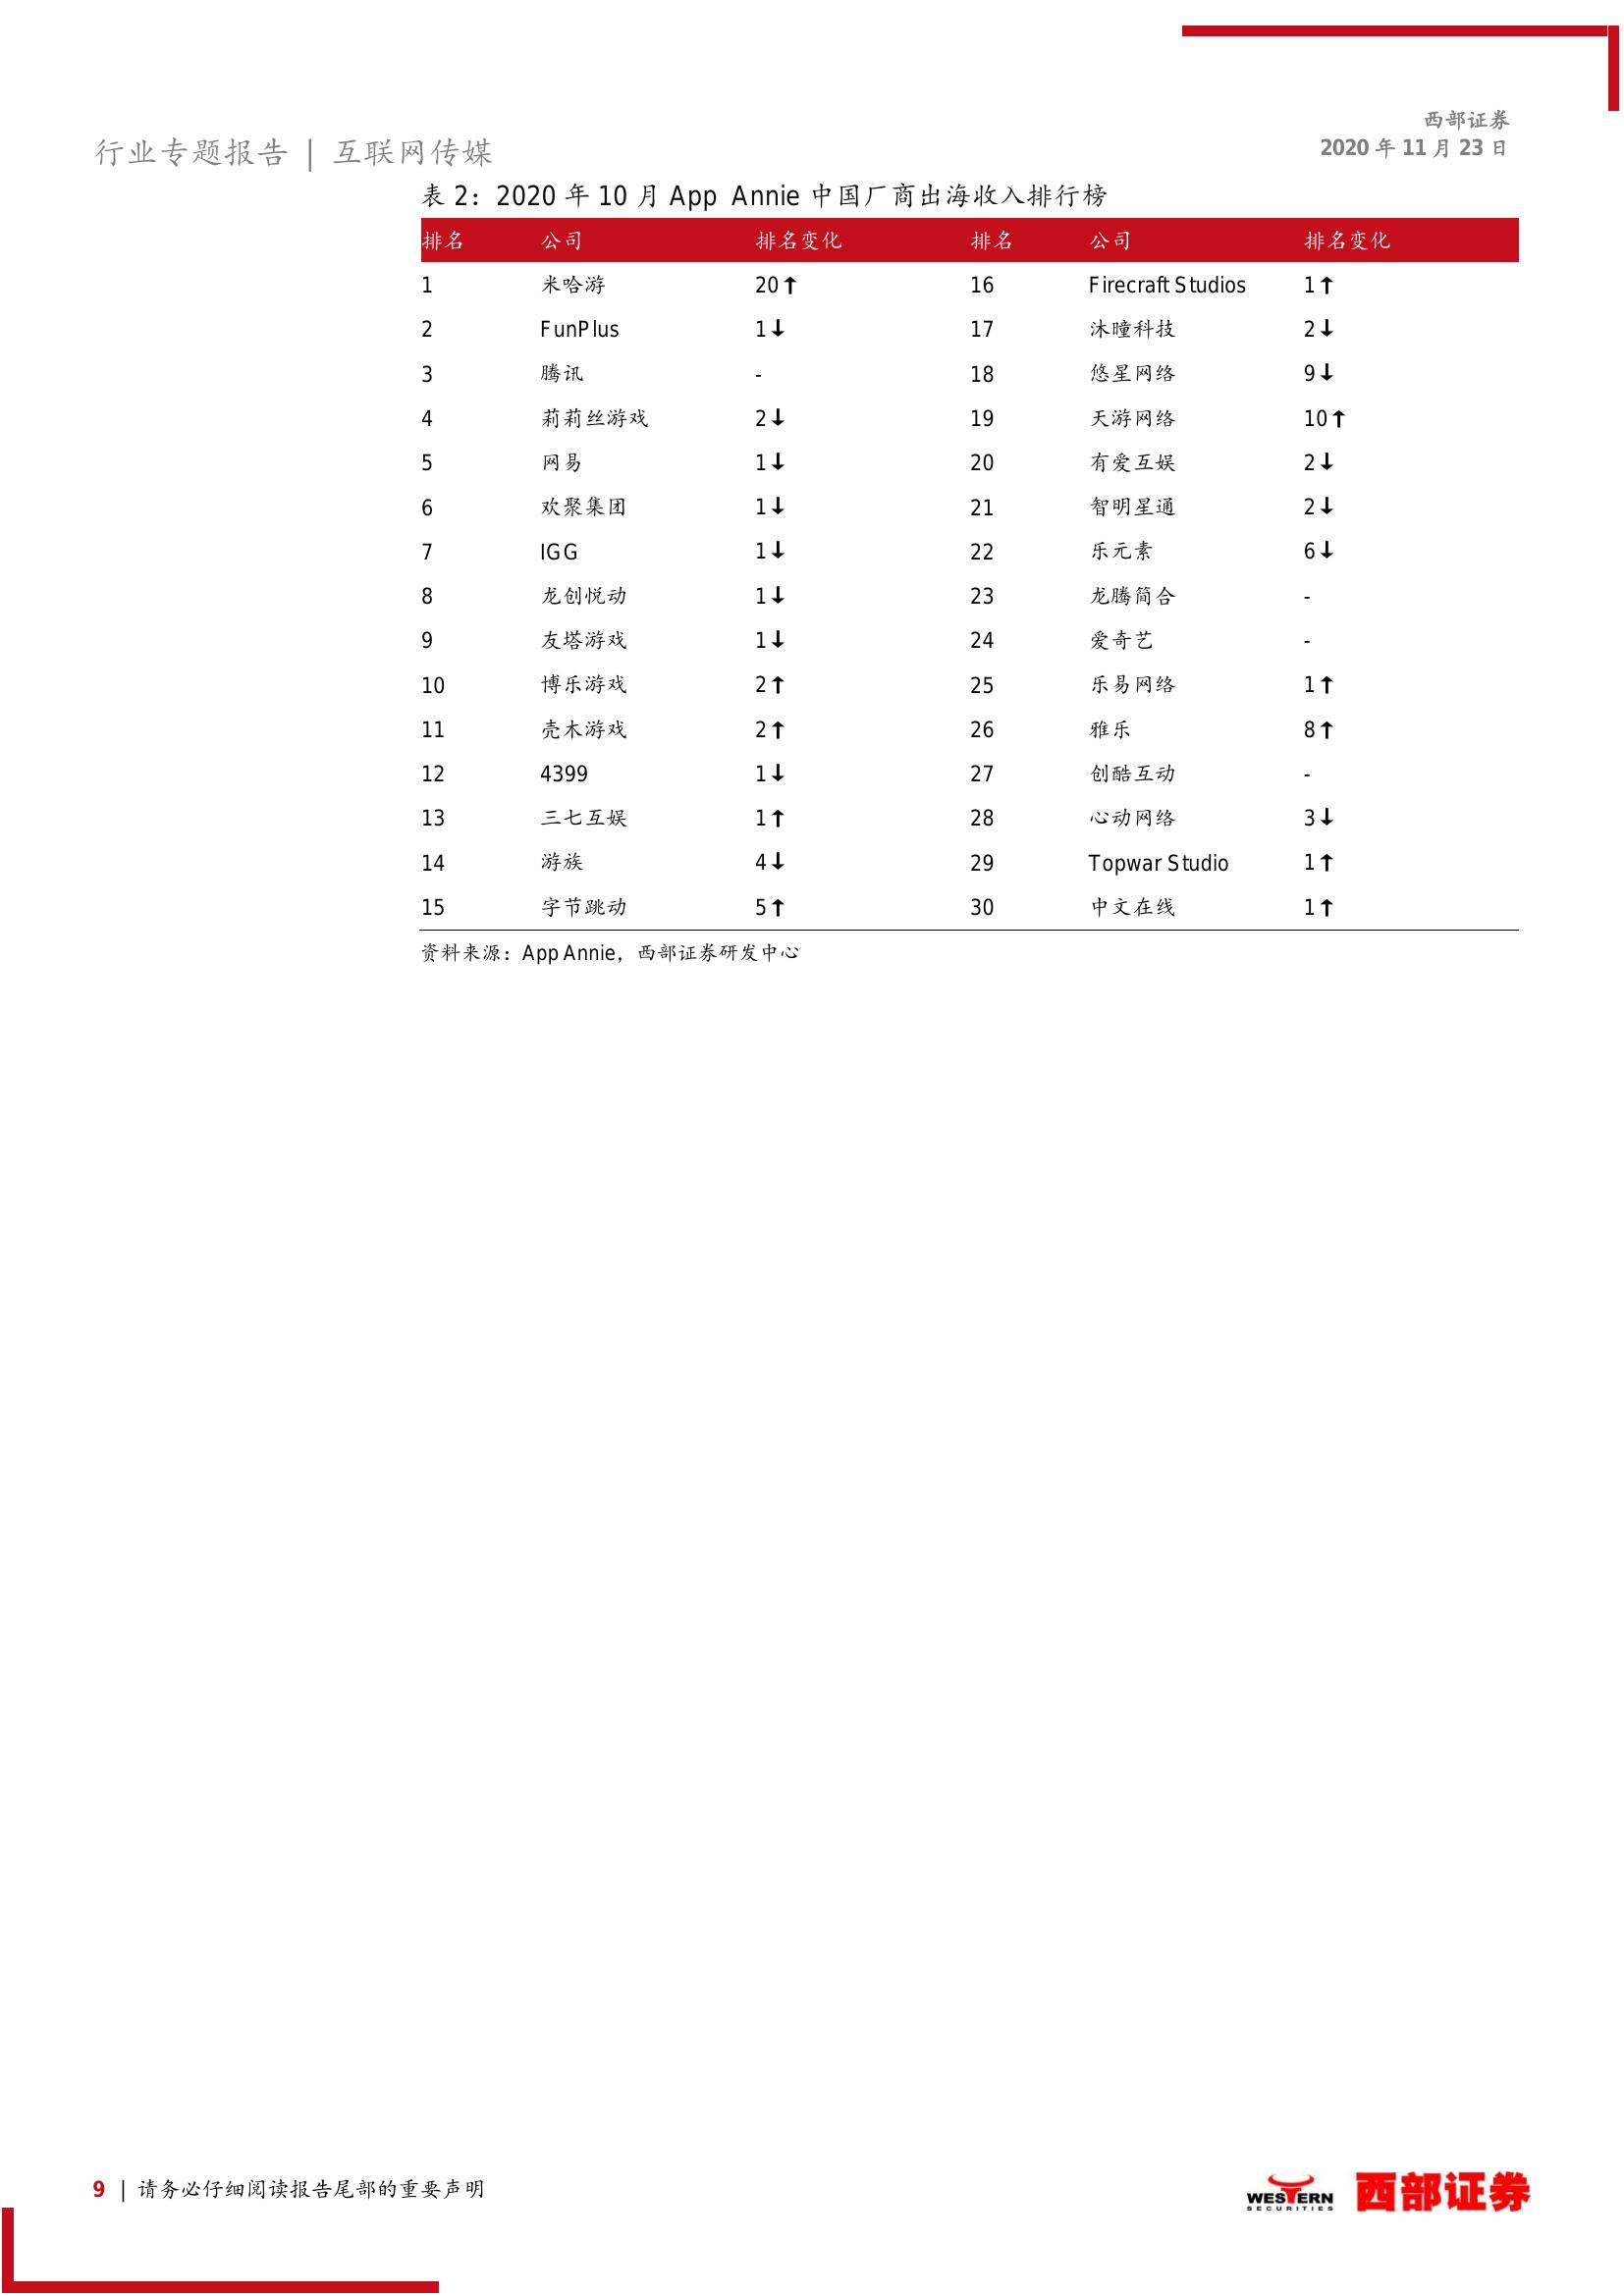 西部证券
行业专题报告 | 互联网传媒
2020 年 11 月 23 日
表 2：2020 年 10 月 App Annie 中国厂商出海收入排行榜
排名 公司 排名变化 排名 公司 排名变化
1 米哈游 20↑ 16 Firecraft Studios 1↑
2 FunPlus 1↓ 17 沐瞳科技 2↓
3 腾讯 - 18 悠星网络 9↓
4 莉莉丝游戏 2↓ 19 天游网络 10↑
5 网易 1↓ 20 有爱互娱 2↓
6 欢聚集团 1↓ 21 智明星通 2↓
7 IGG 1↓ 22 乐元素 6↓
8 龙创悦动 1↓ 23 龙腾简合 -
9 友塔游戏 1↓ 24 爱奇艺 -
10 博乐游戏 2↑ 25 乐易网络 1↑
11 壳木游戏 2↑ 26 雅乐 8↑
12 4399 1↓ 27 创酷互动 -
13 三七互娱 1↑ 28 心动网络 3↓
14 游族 4↓ 29 Topwar Studio 1↑
15 字节跳动 5↑ 30 中文在线 1↑
资料来源：App Annie，西部证券研发中心
9 | 请务必仔细阅读报告尾部的重要声明
WESTERN
SECURITIES
西部证券